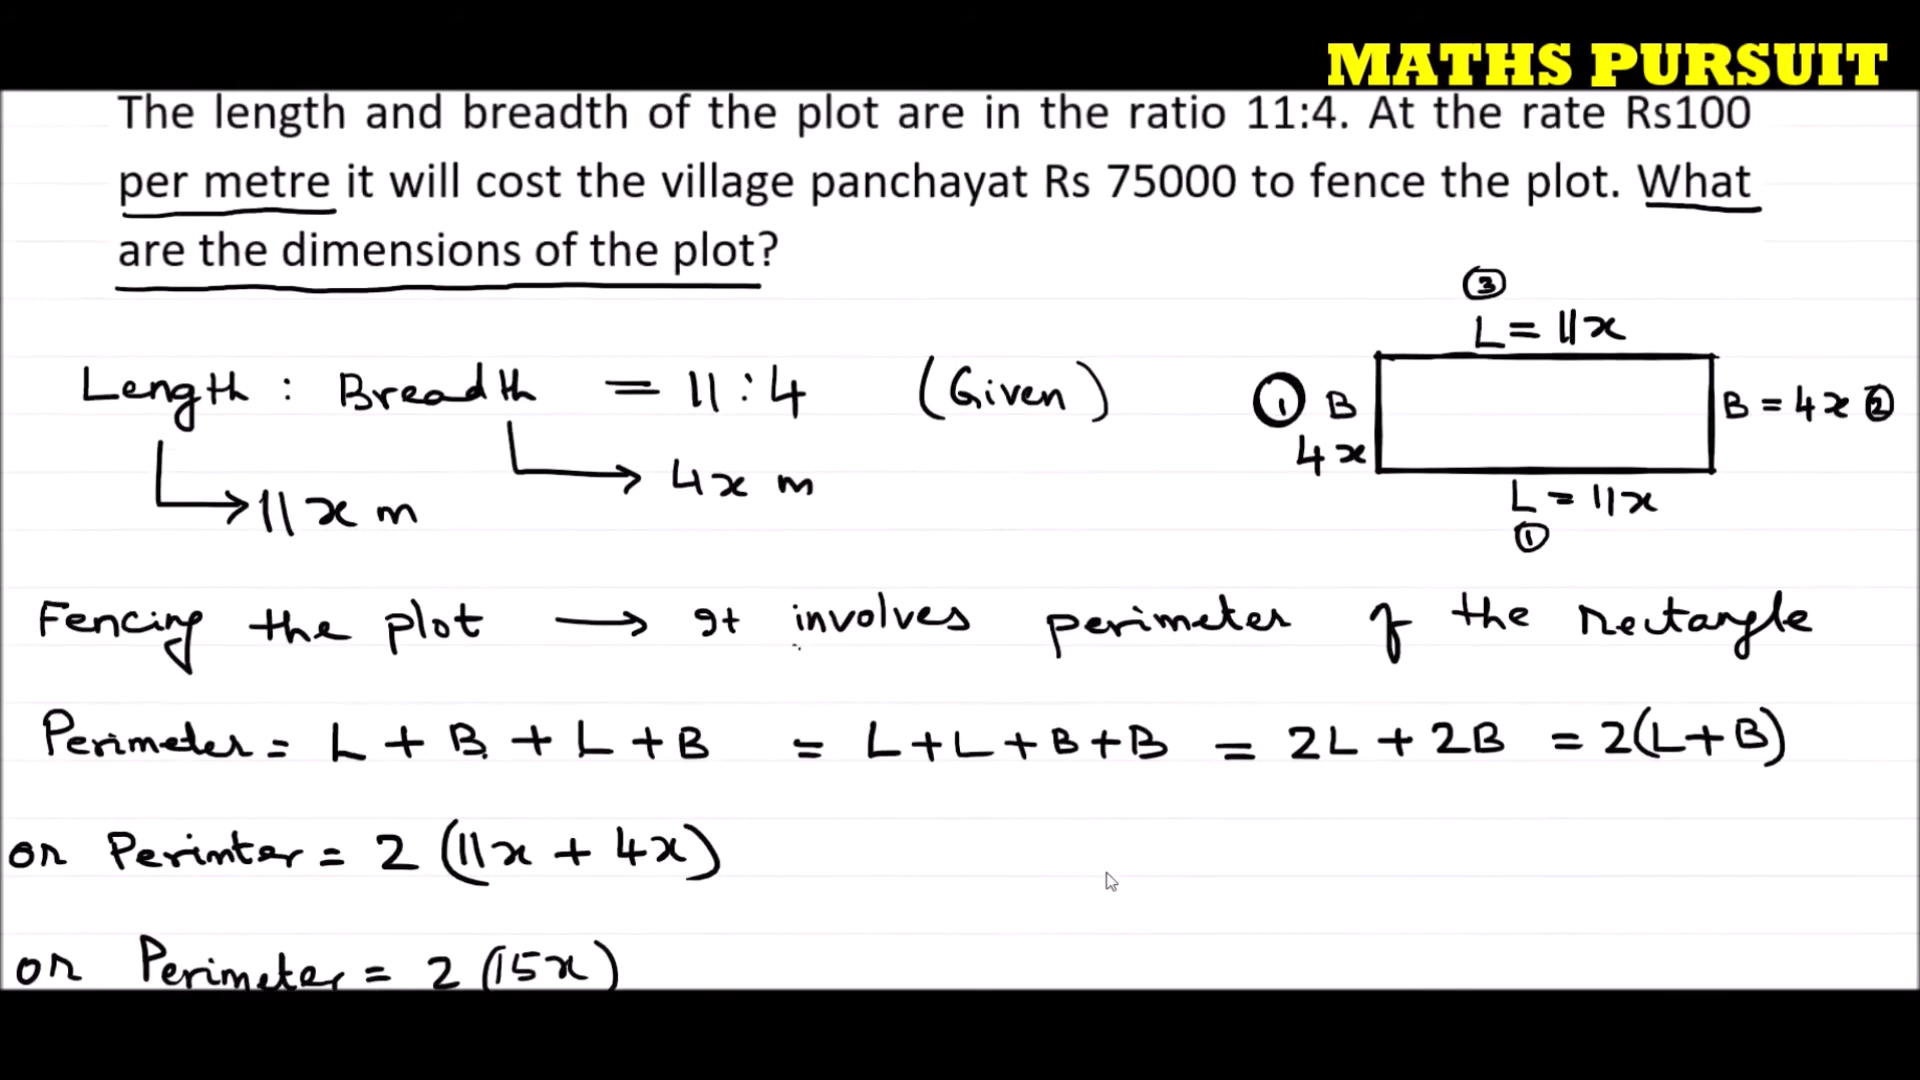 MATHS PURSUIT
The length and breadth of the plot are in the ratio 11:4. At the rate Rs100
per metre it will cost the village panchayat Rs 75000 to fence the plot. What
are the dimensions of the plot?
③
L = 11x
Length : Breadth = 11 : 4 (Given)
① B
B = 4x ②
4x
4x m
11x m
L = 11x
①
Fencing the plot → It involves perimeter of the rectangle
Perimeter = L + B + L + B = L + L + B + B = 2L + 2B = 2(L + B)
or Perimter = 2 (11x + 4x)
or Perimeter = 2 (15x)